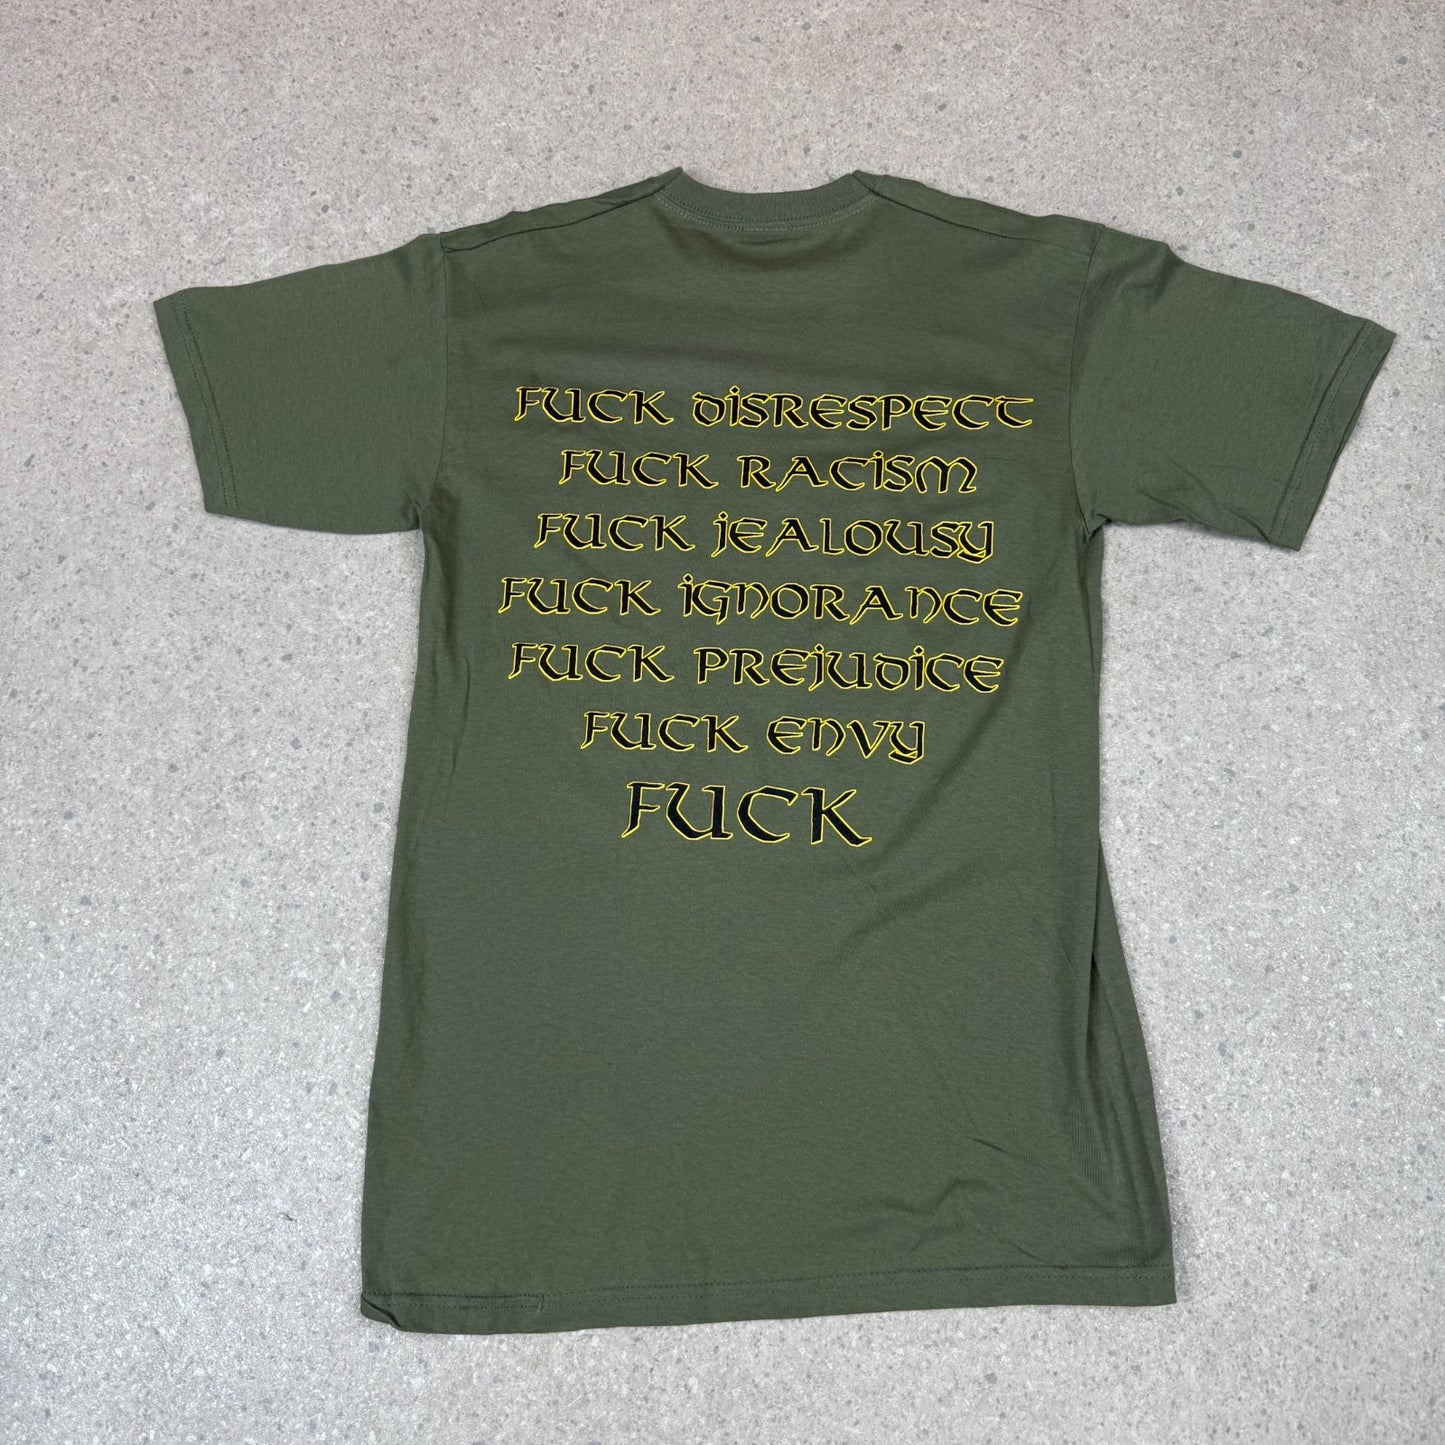 FUCK DISRESPECT
FUCK RACISM
FUCK JEALOUSY
FUCK IGNORANCE
FUCK PREJUDICE
FUCK ENVY
FUCK